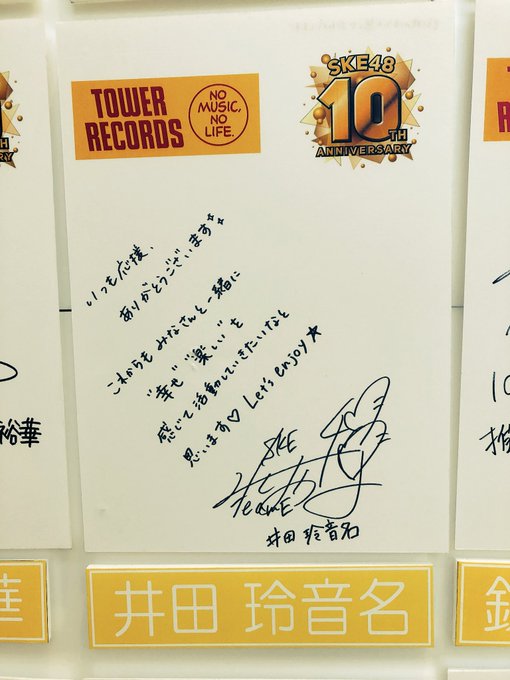 TOWER RECORDS
NO MUSIC, NO LIFE.
SKE48
10TH
ANNIVERSARY
いつも応援、
ありがとうございます
これからもみなさんと一緒に
"幸せ" "楽しい"を
感じて活動していきたいなと
思います♡ Let's enjoy★
SKE
TeamE
井田 玲音名
井田 玲音名
裕華
華